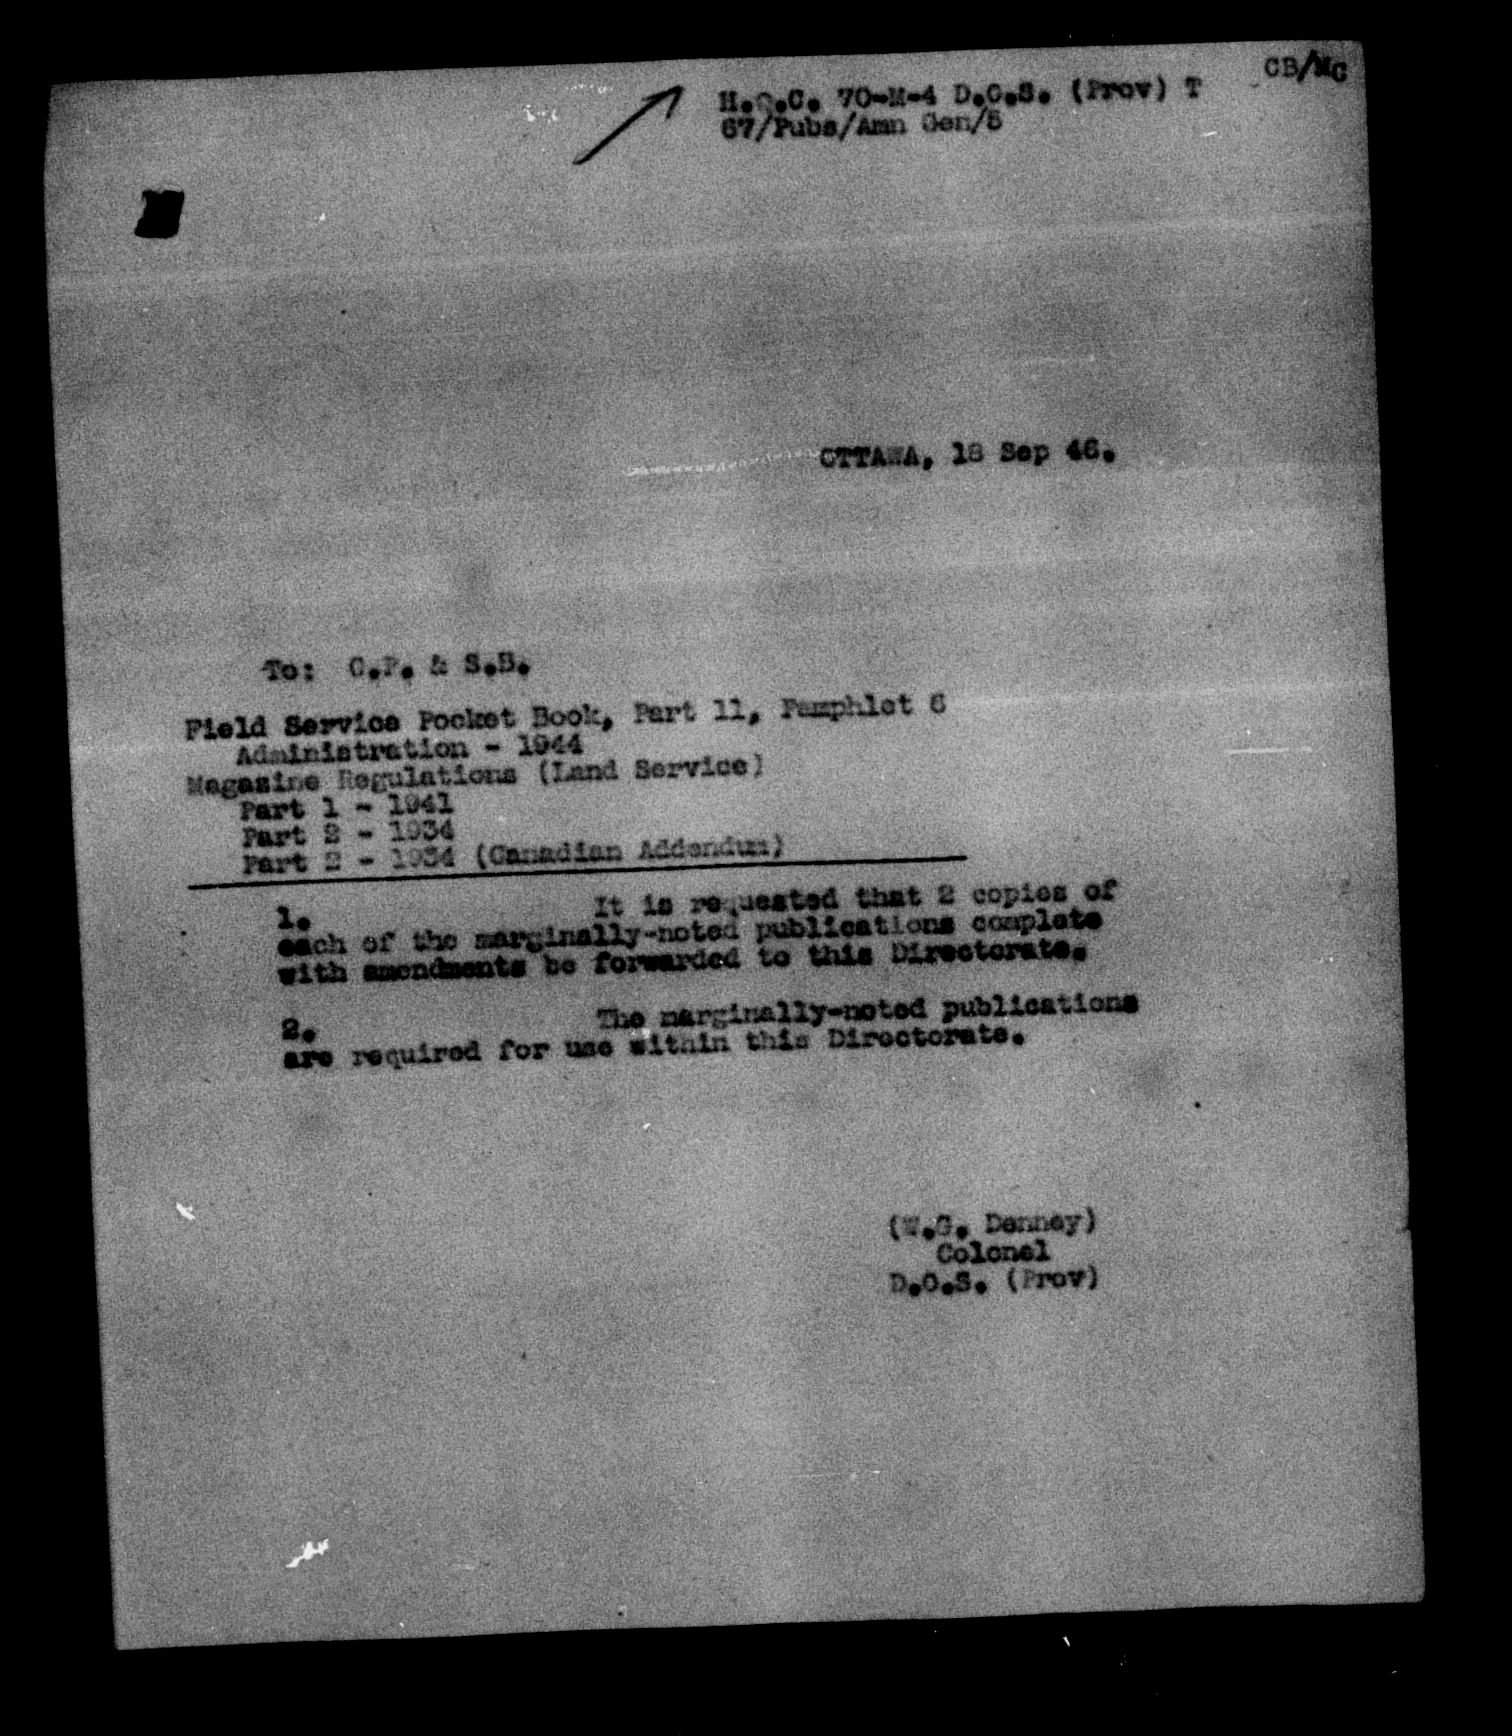 CB/MC
H.Q.C. 70-M-4 D.O.S. (Prov) T
67/Pubs/Amn Gen/5
OTTAWA, 18 Sep 46.
To: C.P. & S.S.
Field Service Pocket Book, Part 11, Pamphlet 6
Administration - 1944
Magazine Regulations (Land Service)
Part 1 - 1941
Part 2 - 1934
Part 2 - 1934 (Canadian Addendum)
1. It is requested that 2 copies of
each of the marginally-noted publications complete
with amendments be forwarded to this Directorate.
2. The marginally-noted publications
are required for use within this Directorate.
(W.G. Denney)
Colonel
D.O.S. (Prov)